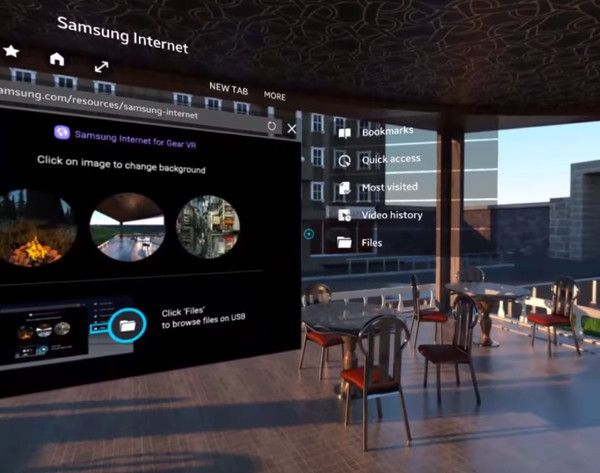 Samsung Internet
NEW TAB
MORE
amsung.com/resources/samsung-internet
Samsung Internet for Gear VR
Click on image to change background
Click 'Files'
to browse files on USB
Bookmarks
Quick access
Most visited
Video history
Files